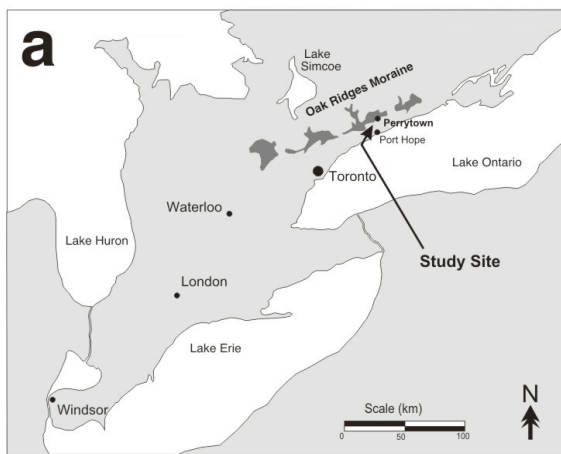 a
Lake
Simcoe
Oak Ridges Moraine
Perrytown
Port Hope
Lake Ontario
Toronto
Waterloo
Lake Huron
Study Site
London
Lake Erie
Windsor
Scale (km)
0 50 100
N